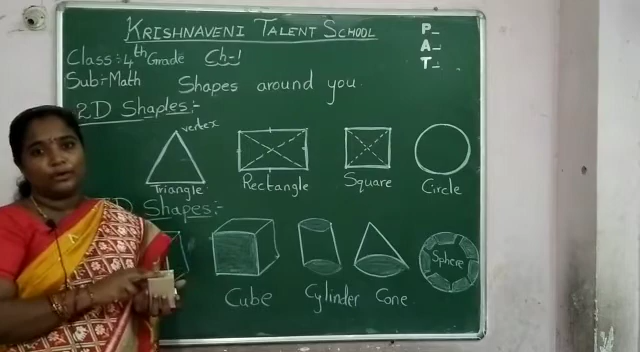 KRISHNAVENI TALENT SCHOOL
P-
A-
T-
Class:- 4th Grade Ch-1
Sub:- Math Shapes around you.
2D Shaples:-
vertex
Triangle Rectangle Square Circle
D Shapes:-
Sphere
Cube Cylinder Cone